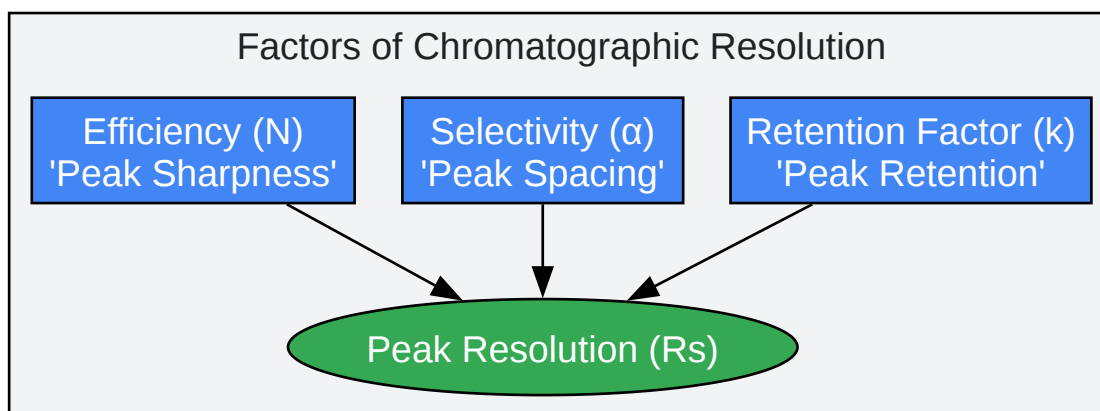 Factors of Chromatographic Resolution
Efficiency (N)
'Peak Sharpness'
Selectivity (α)
'Peak Spacing'
Retention Factor (k)
'Peak Retention'
Peak Resolution (Rs)